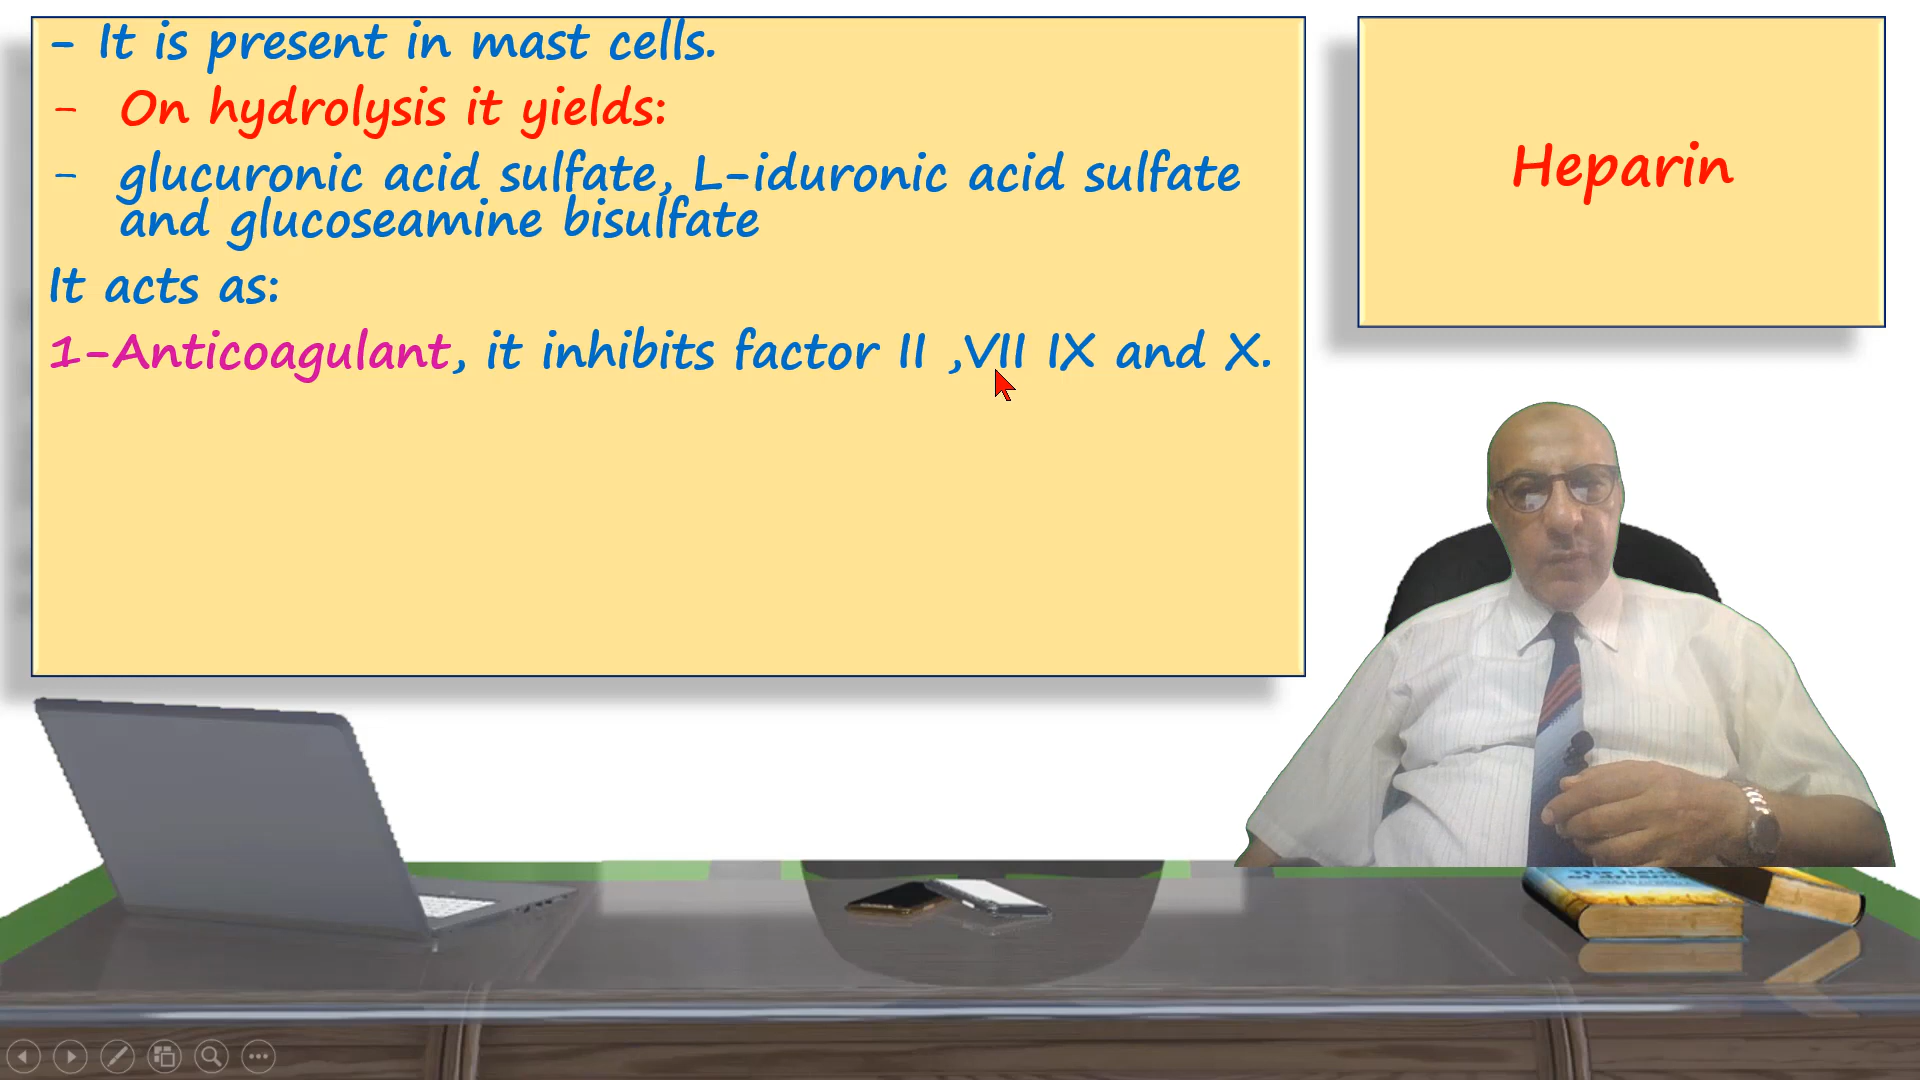 - It is present in mast cells.
- On hydrolysis it yields:
- glucuronic acid sulfate, L-iduronic acid sulfate
and glucoseamine bisulfate
It acts as:
1-Anticoagulant, it inhibits factor II ,VII IX and X.
Heparin